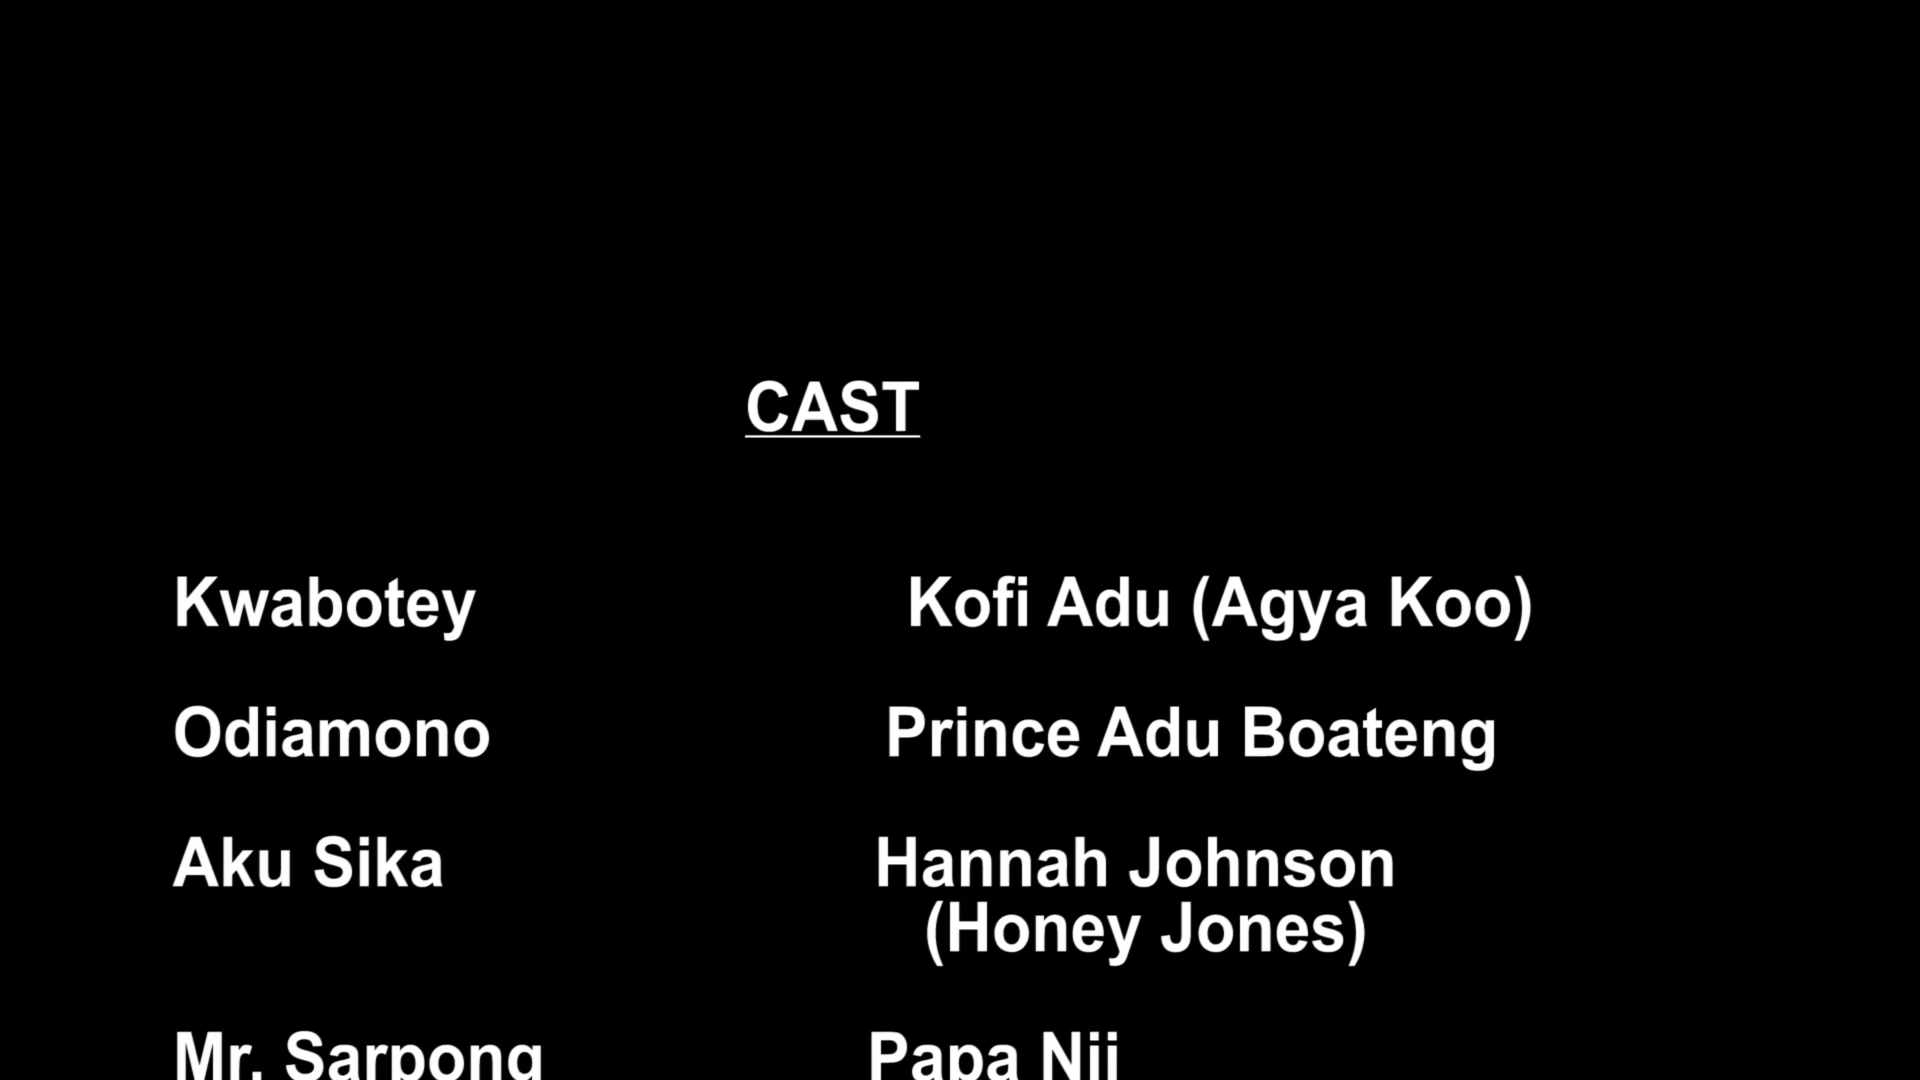 CAST
Kwabotey Kofi Adu (Agya Koo)
Odiamono Prince Adu Boateng
Aku Sika Hannah Johnson
(Honey Jones)
Mr. Sarpong Papa Nii